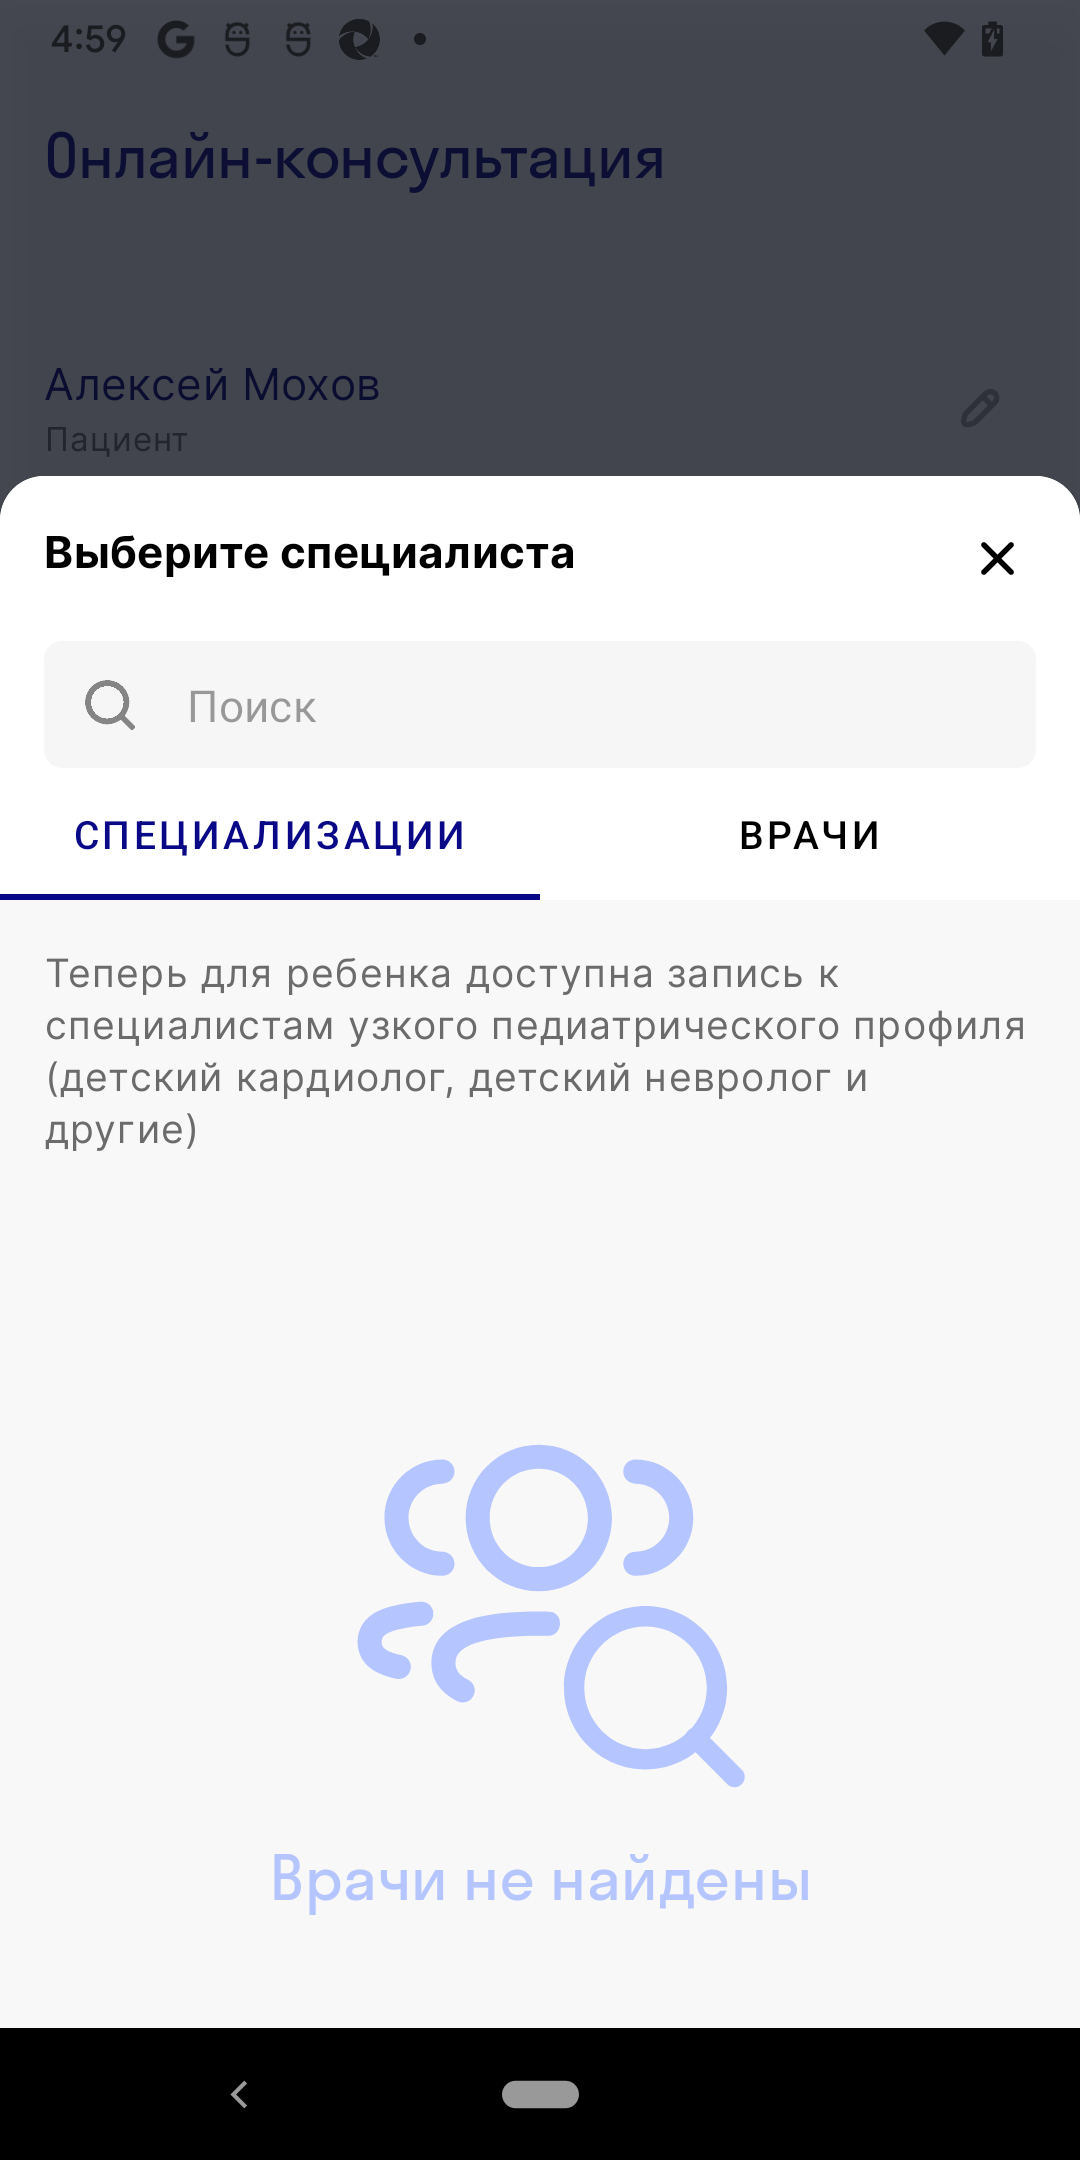 4:59
Онлайн-консультация
Алексей Мохов
Пациент
Выберите специалиста
Поиск
СПЕЦИАЛИЗАЦИИ
ВРАЧИ
Теперь для ребенка доступна запись к
специалистам узкого педиатрического профиля
(детский кардиолог, детский невролог и
другие)
Врачи не найдены